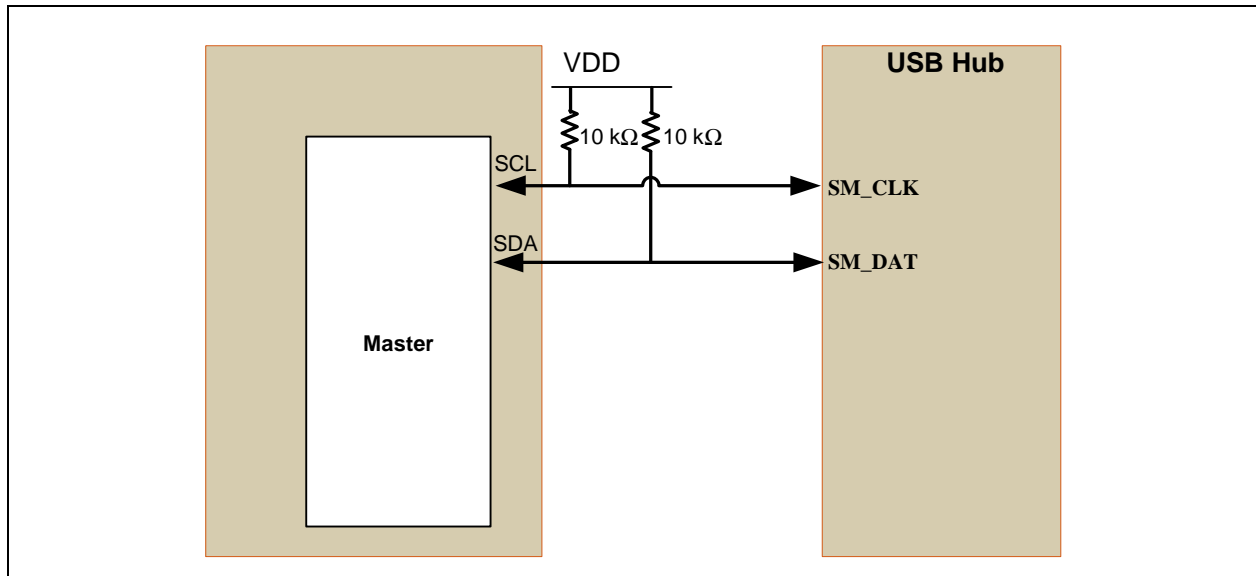 VDD
USB Hub
10 kΩ 10 kΩ
SCL
SM_CLK
SDA
SM_DAT
Master